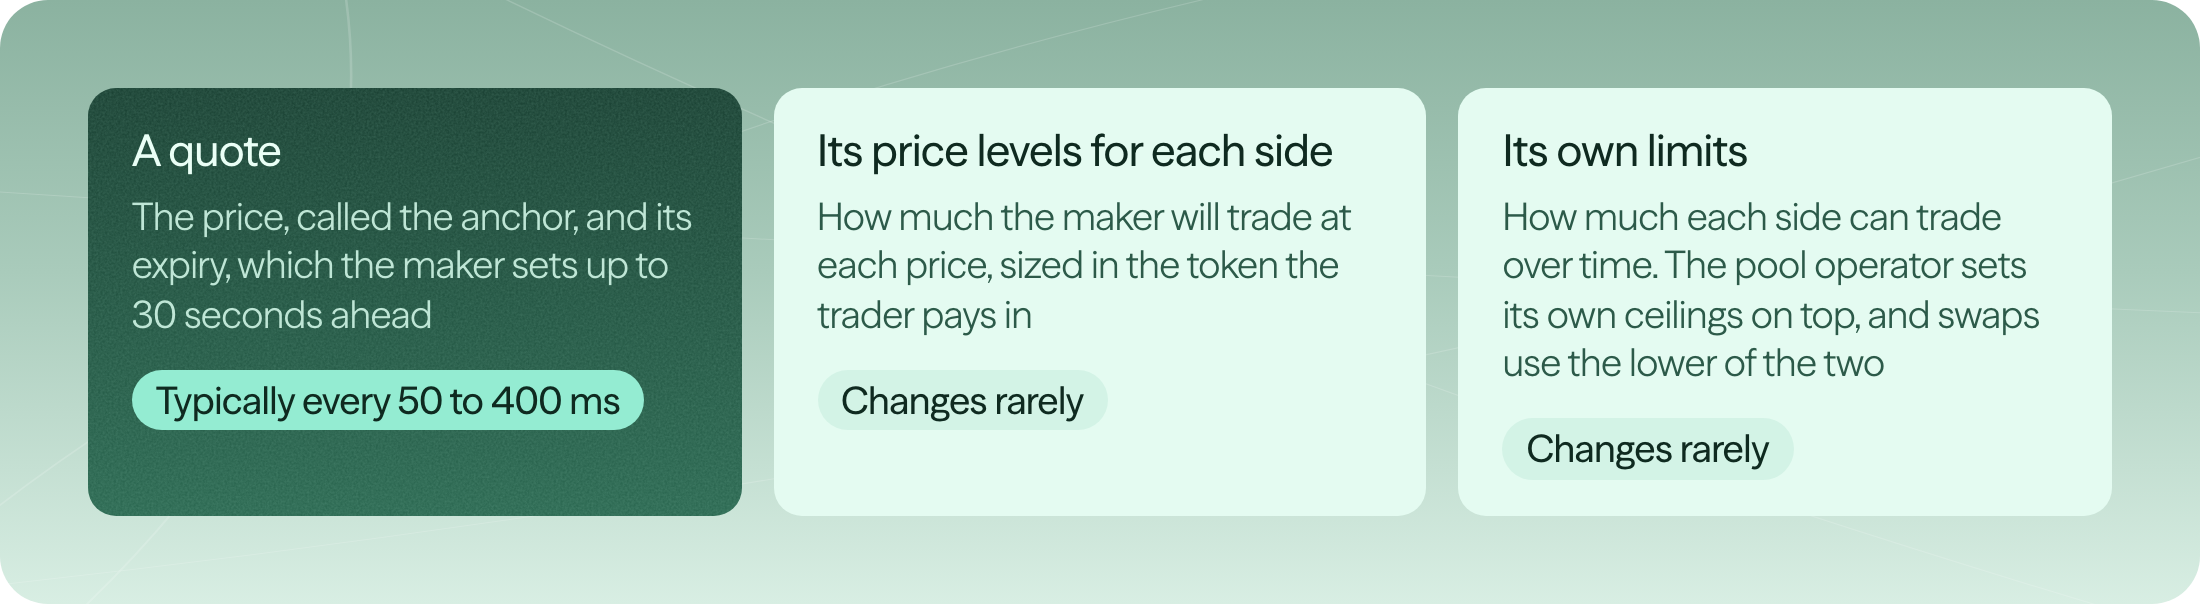 A quote
The price, called the anchor, and its
expiry, which the maker sets up to
30 seconds ahead
Typically every 50 to 400 ms
Its price levels for each side
How much the maker will trade at
each price, sized in the token the
trader pays in
Changes rarely
Its own limits
How much each side can trade
over time. The pool operator sets
its own ceilings on top, and swaps
use the lower of the two
Changes rarely